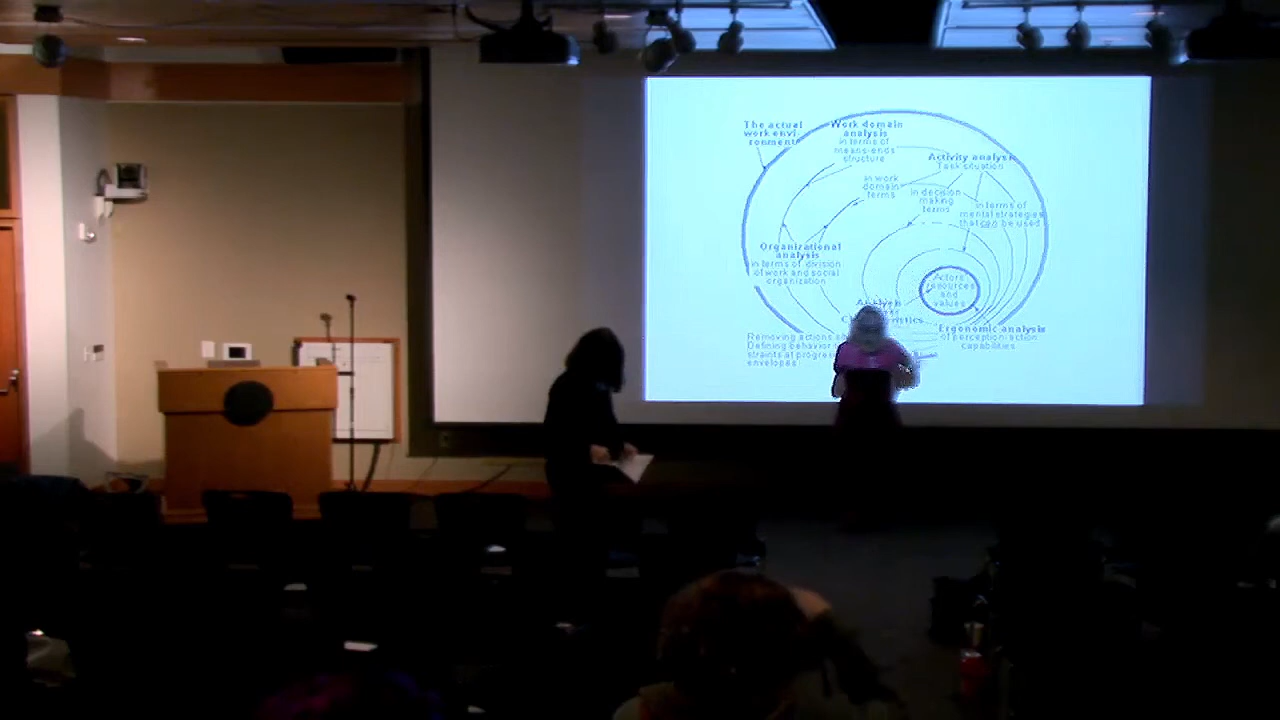 The actual
work envi-
ronment
Work domain
analysis
in terms of
means-ends
structure
Activity analysis
Task situation
in work
domain
terms
in decision
making
terms
in terms of
mental strategies
that can be used
Organizational
analysis
in terms of division
of work and social
organization
Actors
resources
and
values
Analysis
Ergonomic analysis
of perception-action
capabilities
Removing actions
Defining behavior
straints at
envelopes